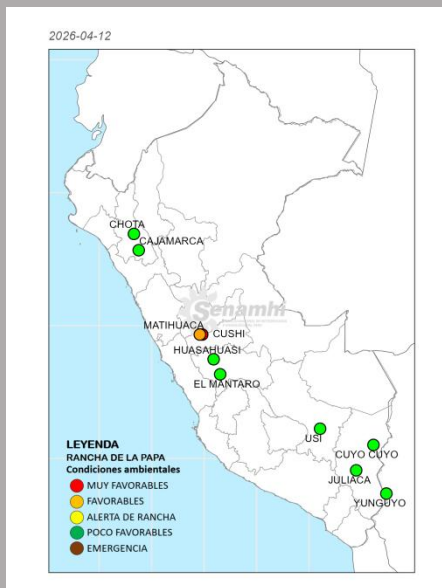 2026-04-12
CHOTA
CAJAMARCA
Senamhi
MATIHUACA
CUSHI
HUASAHUASI
EL MANTARO
USI
CUYO CUYO
JULIACA
YUNGUYO
LEYENDA
RANCHA DE LA PAPA
Condiciones ambientales
MUY FAVORABLES
FAVORABLES
ALERTA DE RANCHA
POCO FAVORABLES
EMERGENCIA